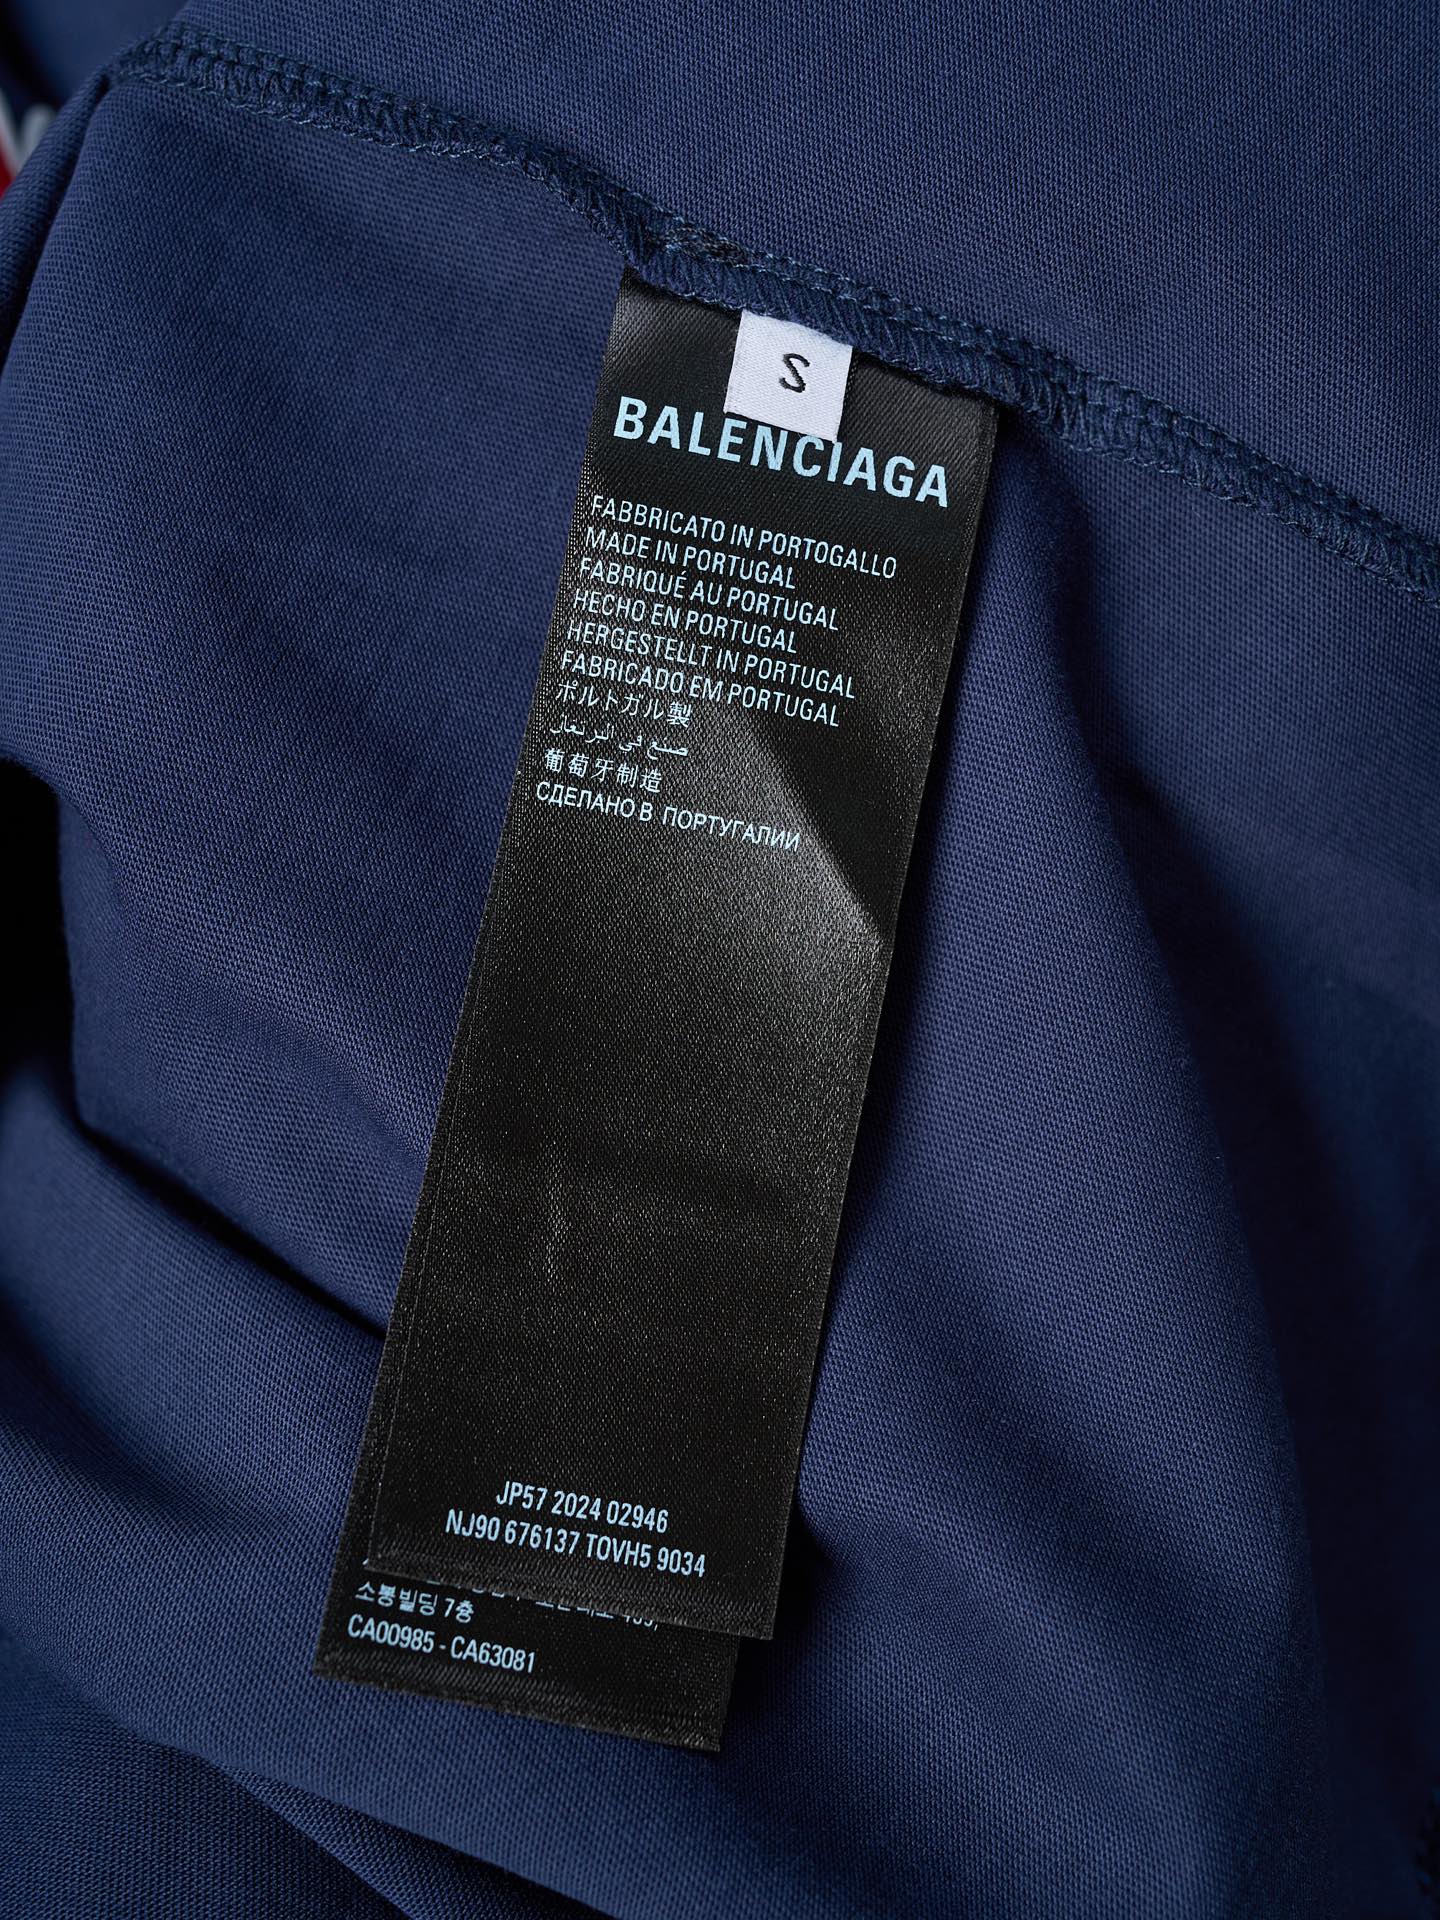 S
BALENCIAGA
FABBRICATO IN PORTOGALLO
MADE IN PORTUGAL
FABRIQUÉ AU PORTUGAL
HECHO EN PORTUGAL
HERGESTELLT IN PORTUGAL
FABRICADO EM PORTUGAL
ポルトガル製
صنع في
葡萄牙制造
СДЕЛАНО В ПОРТУГАЛИИ
JP57 2024 02946
NJ90 676137 TOVH5 9034
소통빌딩 7층
CA00985 - CA63081